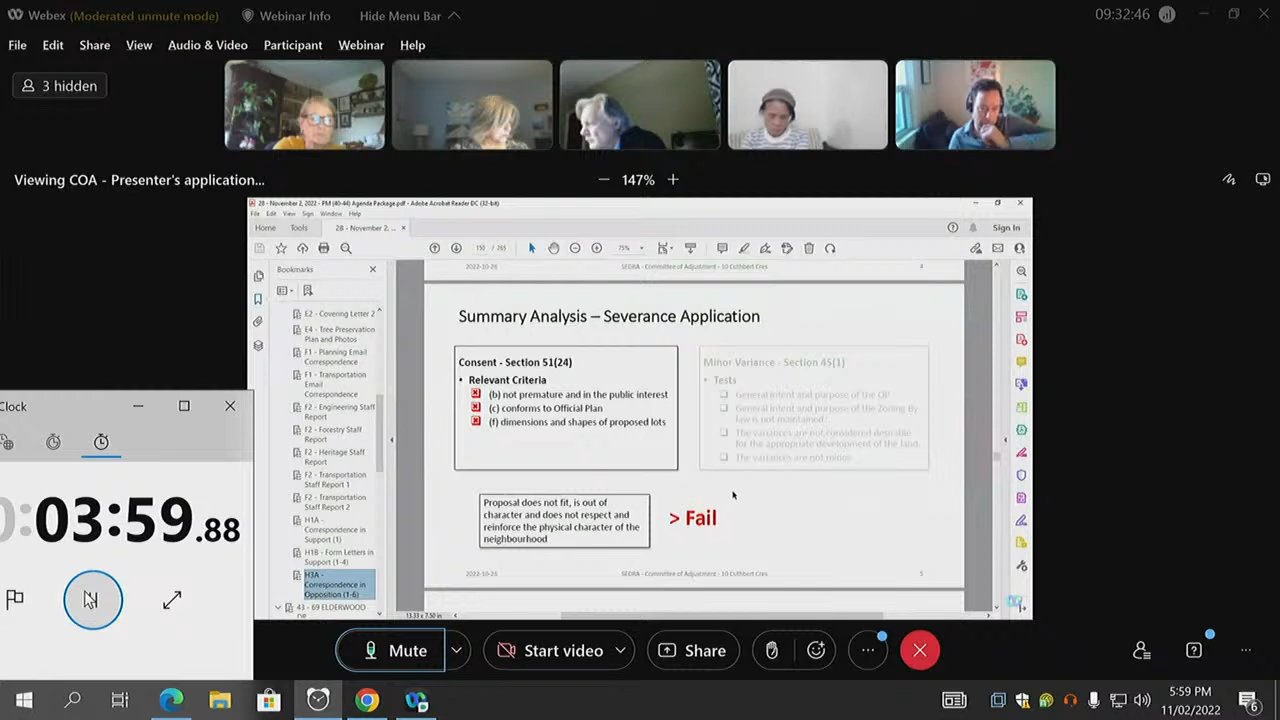 Webex (Moderated unmute mode) Webinar Info Hide Menu Bar 09:32:46
File Edit Share View Audio & Video Participant Webinar Help
3 hidden
Viewing COA - Presenter's application... 147%
28 - November 2, 2022 - PM (40-44) Agenda Package.pdf - Adobe Acrobat Reader DC (32-bit)
File Edit View Sign Window Help
Home Tools 28 - November 2, ... Sign In
150 / 265 75%
Bookmarks
E2 - Covering Letter 2
E4 - Tree Preservation
Plan and Photos
F1 - Planning Email
Correspondence
F1 - Transportation
Email
Correspondence
F2 - Engineering Staff
Report
F2 - Forestry Staff
Report
F2 - Heritage Staff
Report
F2 - Transportation
Staff Report 1
F2 - Transportation
Staff Report 2
H1A -
Correspondence in
Support (1)
H1B - Form Letters in
Support (1-4)
H3A -
Correspondence in
Opposition (1-6)
43 - 69 ELDERWOOD
2022-10-26 SEDRA - Committee of Adjustment - 10 Cuthbert Cres 4
Summary Analysis – Severance Application
Consent - Section 51(24)
• Relevant Criteria
(b) not premature and in the public interest
(c) conforms to Official Plan
(f) dimensions and shapes of proposed lots
Minor Variance - Section 45(1)
• Tests
General intent and purpose of the OP
General intent and purpose of the Zoning By
law is not maintained
The variances are not considered desirable
for the appropriate development of the land.
The variances are not minor
Proposal does not fit, is out of
character and does not respect and
reinforce the physical character of the
neighbourhood
> Fail
2022-10-26 SEDRA - Committee of Adjustment - 10 Cuthbert Cres 5
13.33 x 7.50 in
Clock
0:03:59.88
Mute Start video Share
5:59 PM
11/02/2022
6